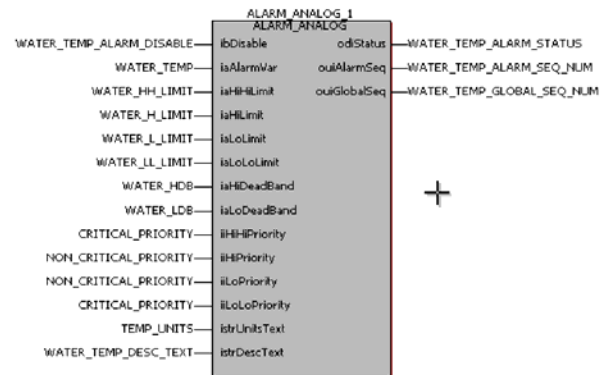 ALARM_ANALOG_1
ALARM_ANALOG
WATER_TEMP_ALARM_DISABLE ibDisable odiStatus WATER_TEMP_ALARM_STATUS
WATER_TEMP iaAlarmVar ouiAlarmSeq WATER_TEMP_ALARM_SEQ_NUM
WATER_HH_LIMIT iaHiHiLimit ouiGlobalSeq WATER_TEMP_GLOBAL_SEQ_NUM
WATER_H_LIMIT iaHiLimit
WATER_L_LIMIT iaLoLimit
WATER_LL_LIMIT iaLoLoLimit
WATER_HDB iaHiDeadBand
WATER_LDB iaLoDeadBand
CRITICAL_PRIORITY iiHiHiPriority
NON_CRITICAL_PRIORITY iiHiPriority
NON_CRITICAL_PRIORITY iiLoPriority
CRITICAL_PRIORITY iiLoLoPriority
TEMP_UNITS istrUnitsText
WATER_TEMP_DESC_TEXT istrDescText